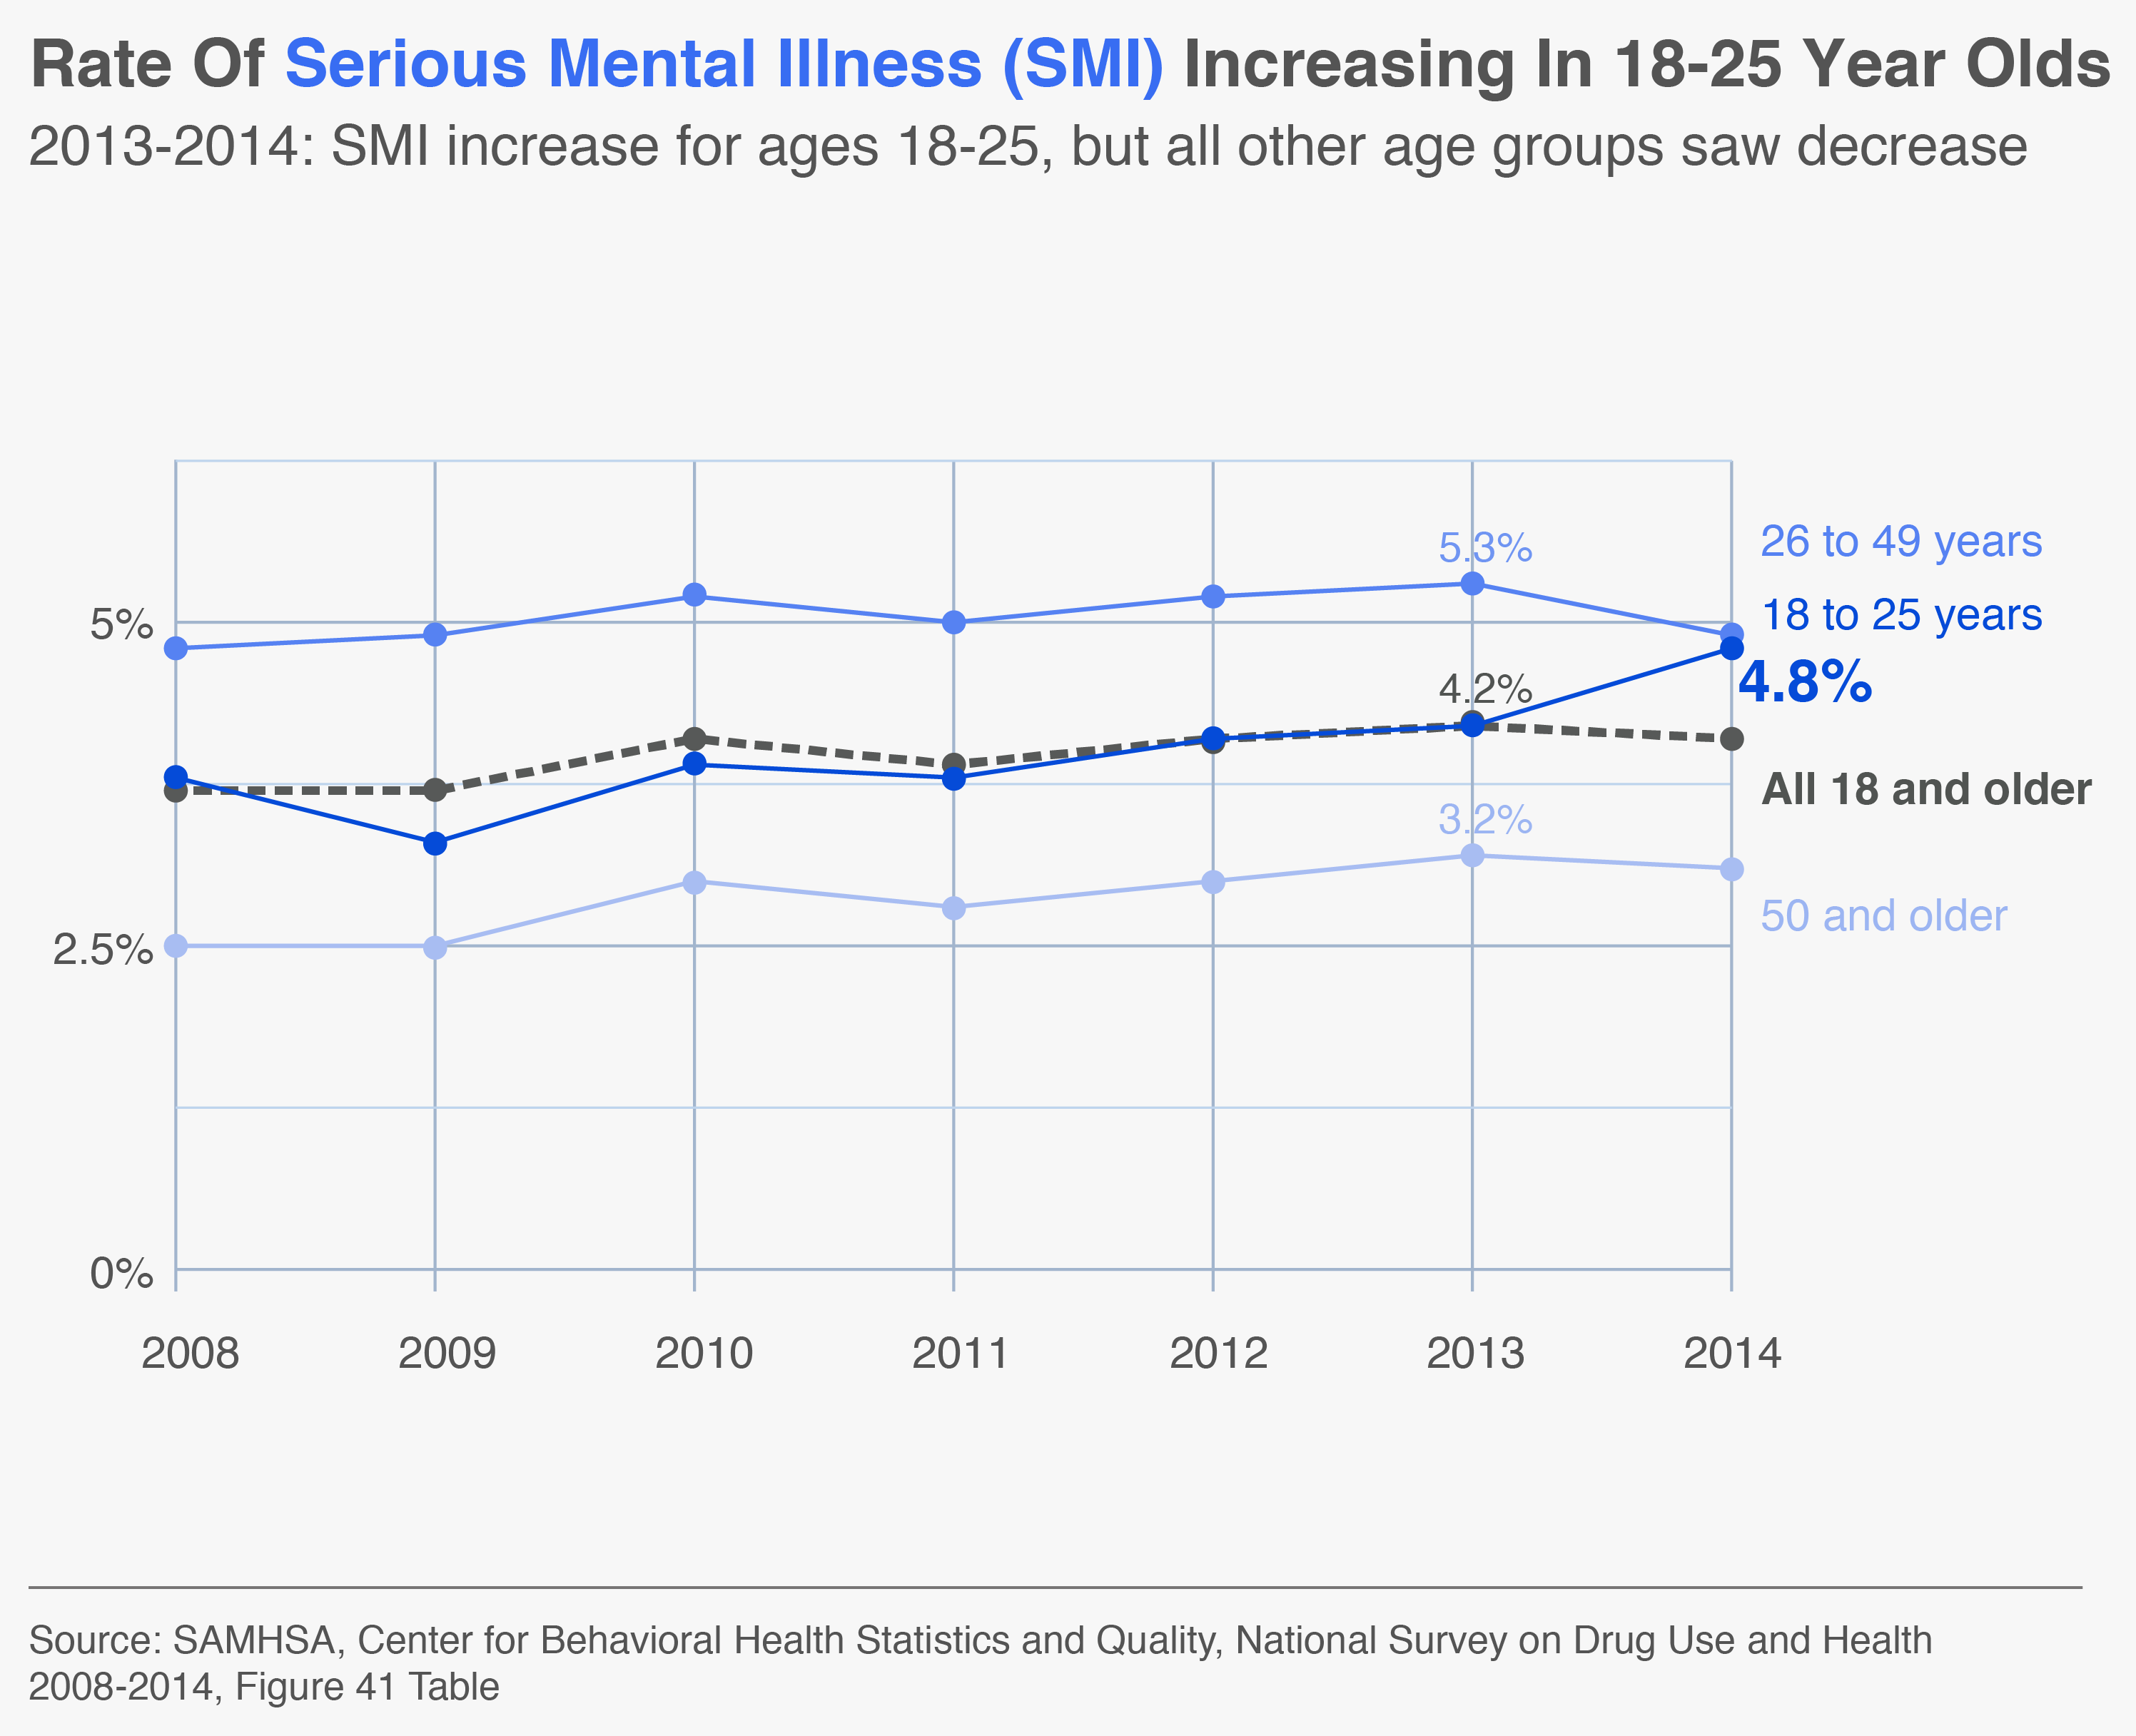 Rate Of Serious Mental Illness (SMI) Increasing In 18-25 Year Olds
2013-2014: SMI increase for ages 18-25, but all other age groups saw decrease
5.3%
26 to 49 years
5%
18 to 25 years
4.8%
4.2%
All 18 and older
3.2%
50 and older
2.5%
0%
2008 2009 2010 2011 2012 2013 2014
Source: SAMHSA, Center for Behavioral Health Statistics and Quality, National Survey on Drug Use and Health
2008-2014, Figure 41 Table